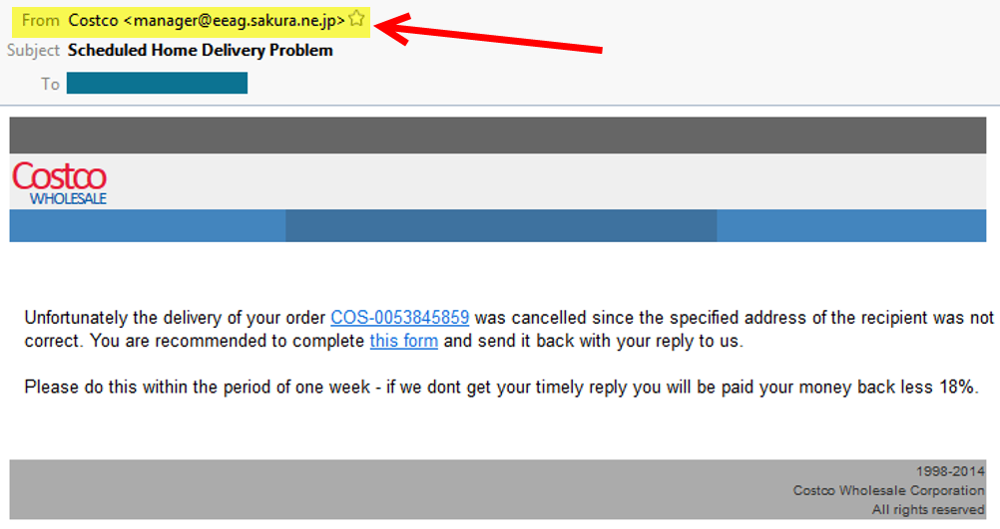 From Costco <manager@eeag.sakura.ne.jp>
Subject Scheduled Home Delivery Problem
To
Costco
WHOLESALE
Unfortunately the delivery of your order COS-0053845859 was cancelled since the specified address of the recipient was not
correct. You are recommended to complete this form and send it back with your reply to us.
Please do this within the period of one week - if we dont get your timely reply you will be paid your money back less 18%.
1998-2014
Costco Wholesale Corporation
All rights reserved